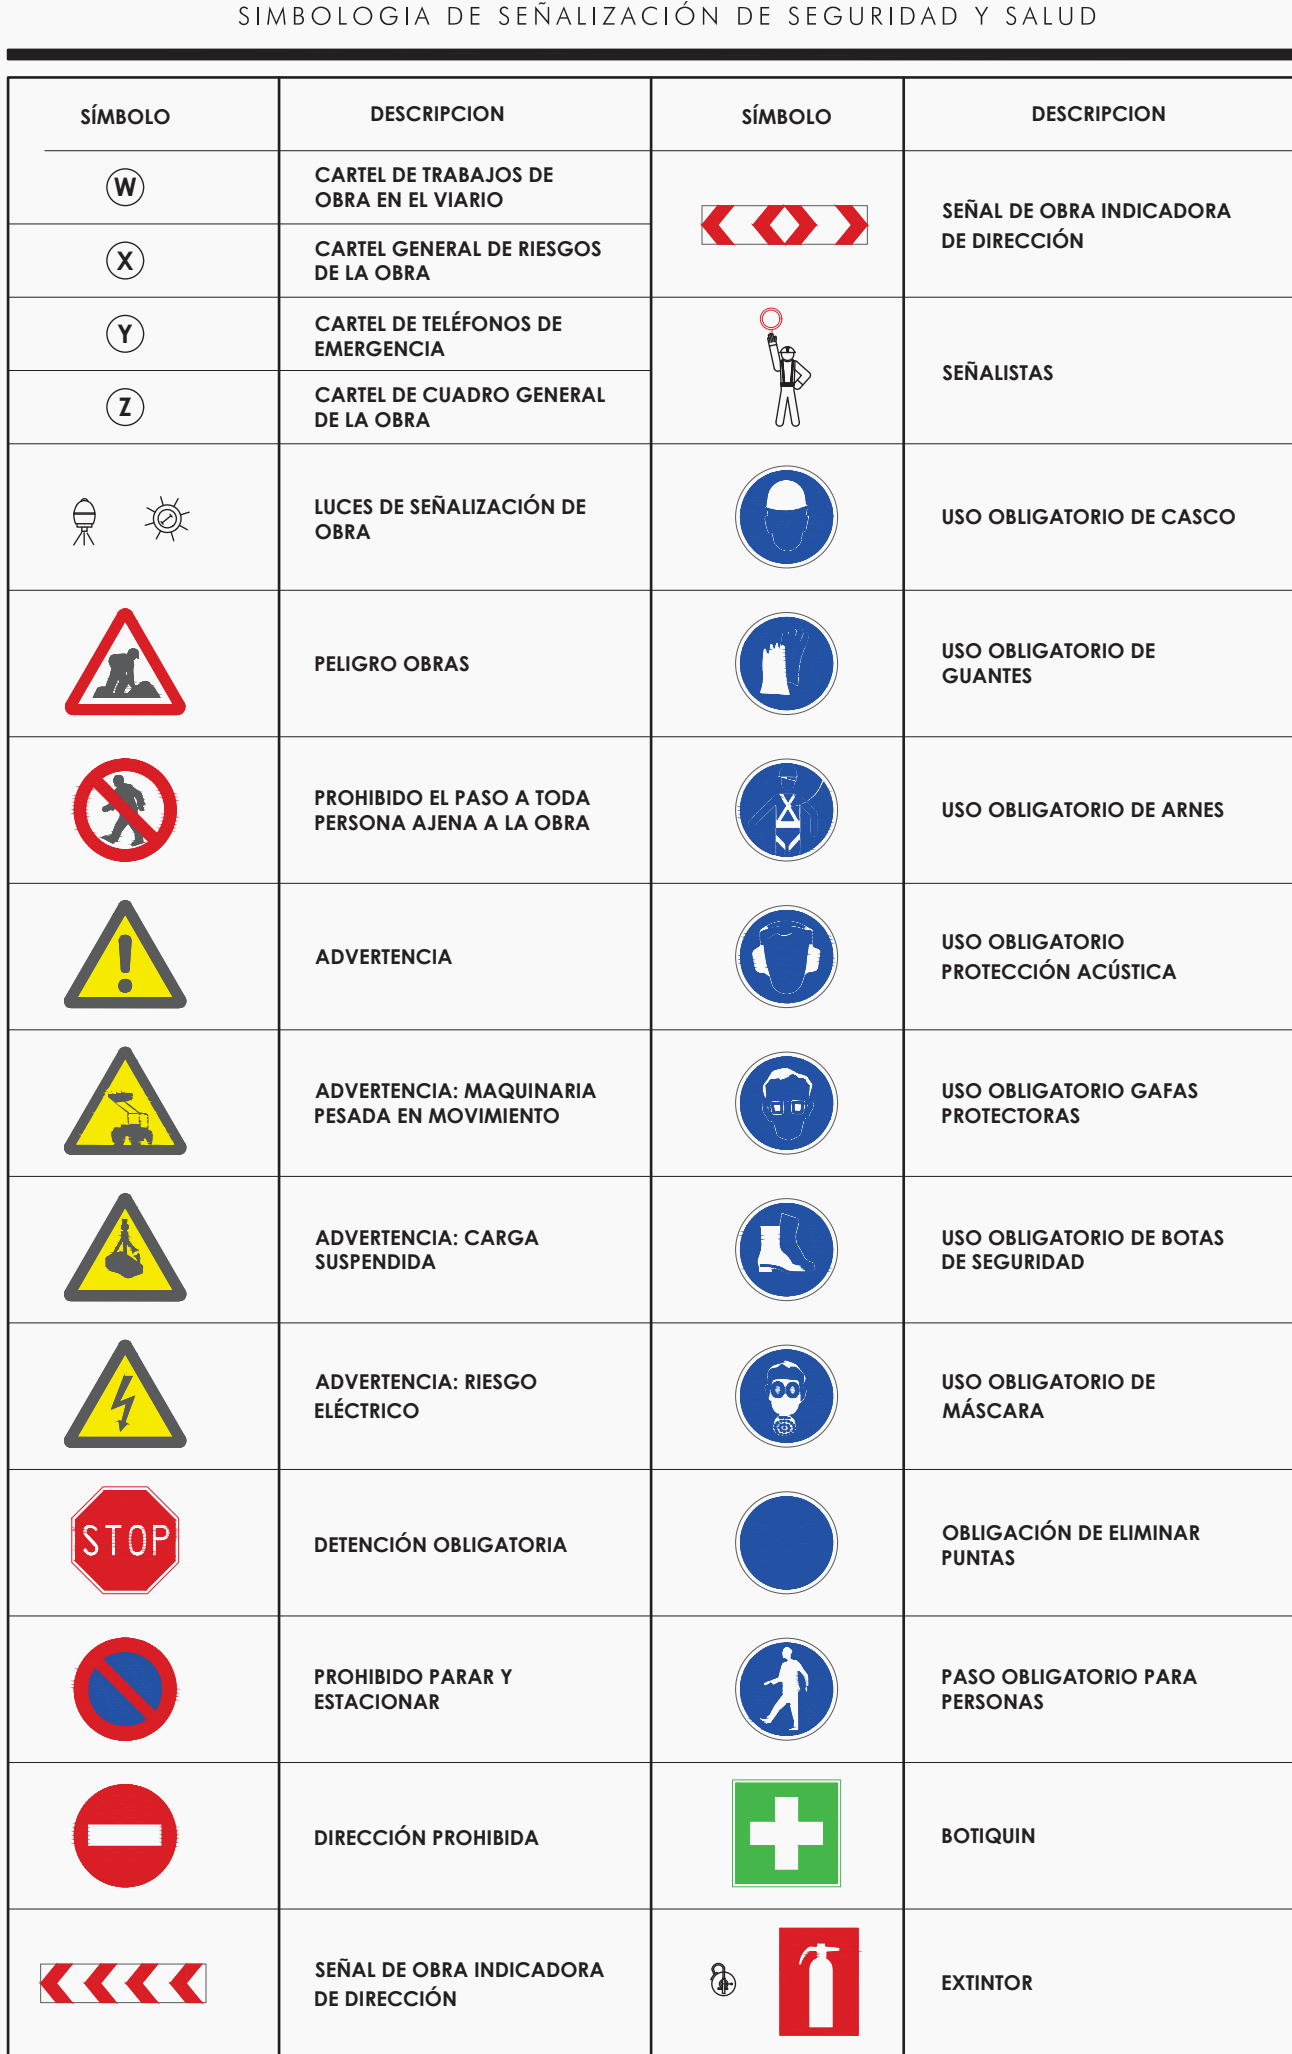 SIMBOLOGIA DE SEÑALIZACIÓN DE SEGURIDAD Y SALUD
SÍMBOLO
DESCRIPCION
SÍMBOLO
DESCRIPCION
W
CARTEL DE TRABAJOS DE
OBRA EN EL VIARIO
X
CARTEL GENERAL DE RIESGOS
DE LA OBRA
SEÑAL DE OBRA INDICADORA
DE DIRECCIÓN
Y
CARTEL DE TELÉFONOS DE
EMERGENCIA
Z
CARTEL DE CUADRO GENERAL
DE LA OBRA
SEÑALISTAS
LUCES DE SEÑALIZACIÓN DE
OBRA
USO OBLIGATORIO DE CASCO
PELIGRO OBRAS
USO OBLIGATORIO DE
GUANTES
PROHIBIDO EL PASO A TODA
PERSONA AJENA A LA OBRA
USO OBLIGATORIO DE ARNES
ADVERTENCIA
USO OBLIGATORIO
PROTECCIÓN ACÚSTICA
ADVERTENCIA: MAQUINARIA
PESADA EN MOVIMIENTO
USO OBLIGATORIO GAFAS
PROTECTORAS
ADVERTENCIA: CARGA
SUSPENDIDA
USO OBLIGATORIO DE BOTAS
DE SEGURIDAD
ADVERTENCIA: RIESGO
ELÉCTRICO
USO OBLIGATORIO DE
MÁSCARA
STOP
DETENCIÓN OBLIGATORIA
OBLIGACIÓN DE ELIMINAR
PUNTAS
PROHIBIDO PARAR Y
ESTACIONAR
PASO OBLIGATORIO PARA
PERSONAS
DIRECCIÓN PROHIBIDA
BOTIQUIN
SEÑAL DE OBRA INDICADORA
DE DIRECCIÓN
EXTINTOR